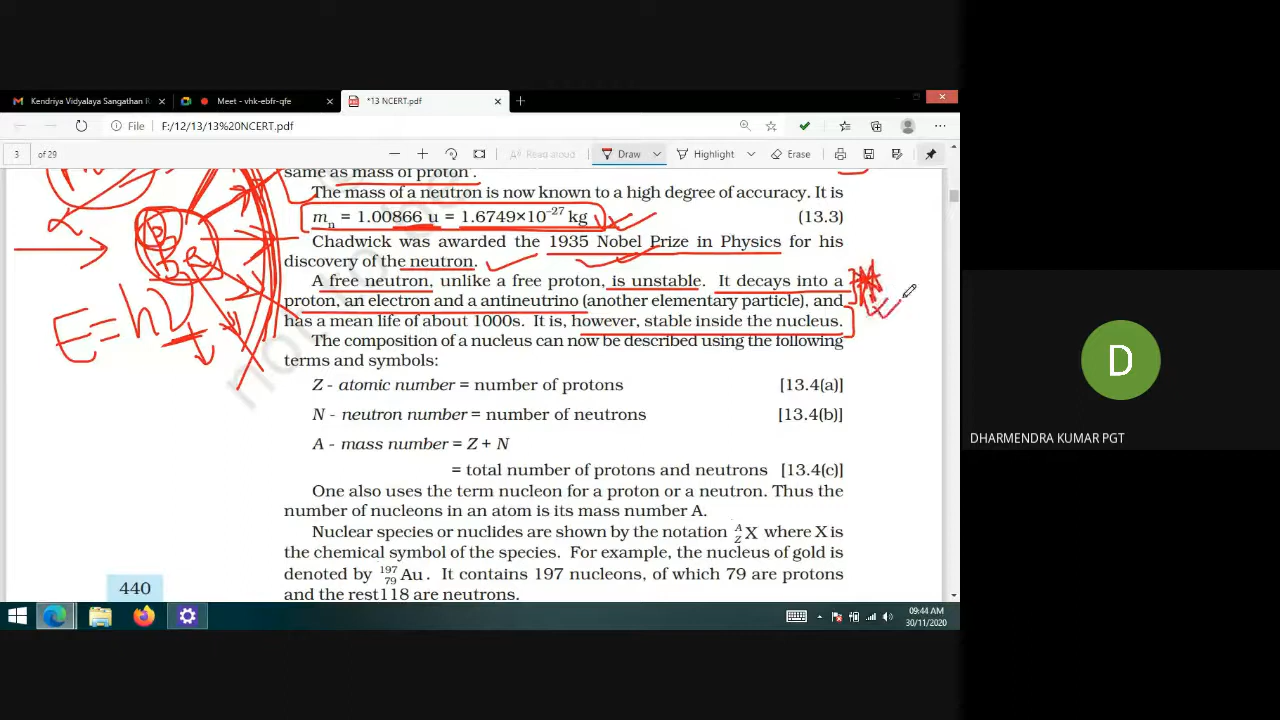 Kendriya Vidyalaya Sangathan
Meet - vhk-ebfr-qfe
*13 NCERT.pdf
File
F:/12/13/13%20NCERT.pdf
3 of 29
Read aloud
Draw
Highlight
Erase
same as mass of proton".
The mass of a neutron is now known to a high degree of accuracy. It is
mn = 1.00866 u = 1.6749×10⁻²⁷ kg (13.3)
Chadwick was awarded the 1935 Nobel Prize in Physics for his
discovery of the neutron.
A free neutron, unlike a free proton, is unstable. It decays into a
proton, an electron and a antineutrino (another elementary particle), and
has a mean life of about 1000s. It is, however, stable inside the nucleus.
The composition of a nucleus can now be described using the following
terms and symbols:
E=hν
Z - atomic number = number of protons [13.4(a)]
N - neutron number = number of neutrons [13.4(b)]
A - mass number = Z + N
= total number of protons and neutrons [13.4(c)]
One also uses the term nucleon for a proton or a neutron. Thus the
number of nucleons in an atom is its mass number A.
Nuclear species or nuclides are shown by the notation A Z X where X is
the chemical symbol of the species. For example, the nucleus of gold is
denoted by 197 79 Au. It contains 197 nucleons, of which 79 are protons
and the rest118 are neutrons.
440
D
DHARMENDRA KUMAR PGT
09:44 AM
30/11/2020